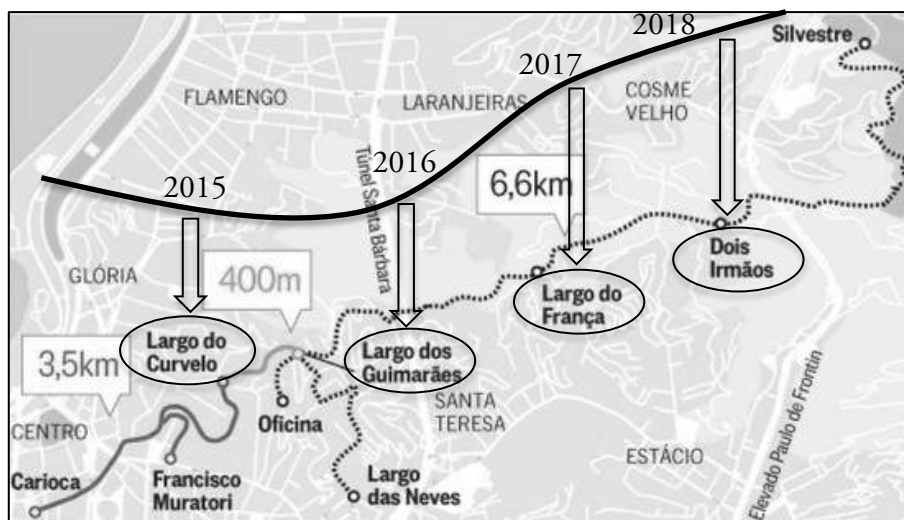 2018
Silvestre
2017
COSME
VELHO
FLAMENGO
LARANJEIRAS
2016
Túnel Santa Bárbara
6,6km
2015
Dois
Irmãos
GLÓRIA
400m
Largo do
França
Largo do
Curvelo
Largo dos
Guimarães
3,5km
Oficina
SANTA
TERESA
CENTRO
ESTÁCIO
Elevado Paulo de Frontin
Carioca
Francisco
Muratori
Largo
das Neves